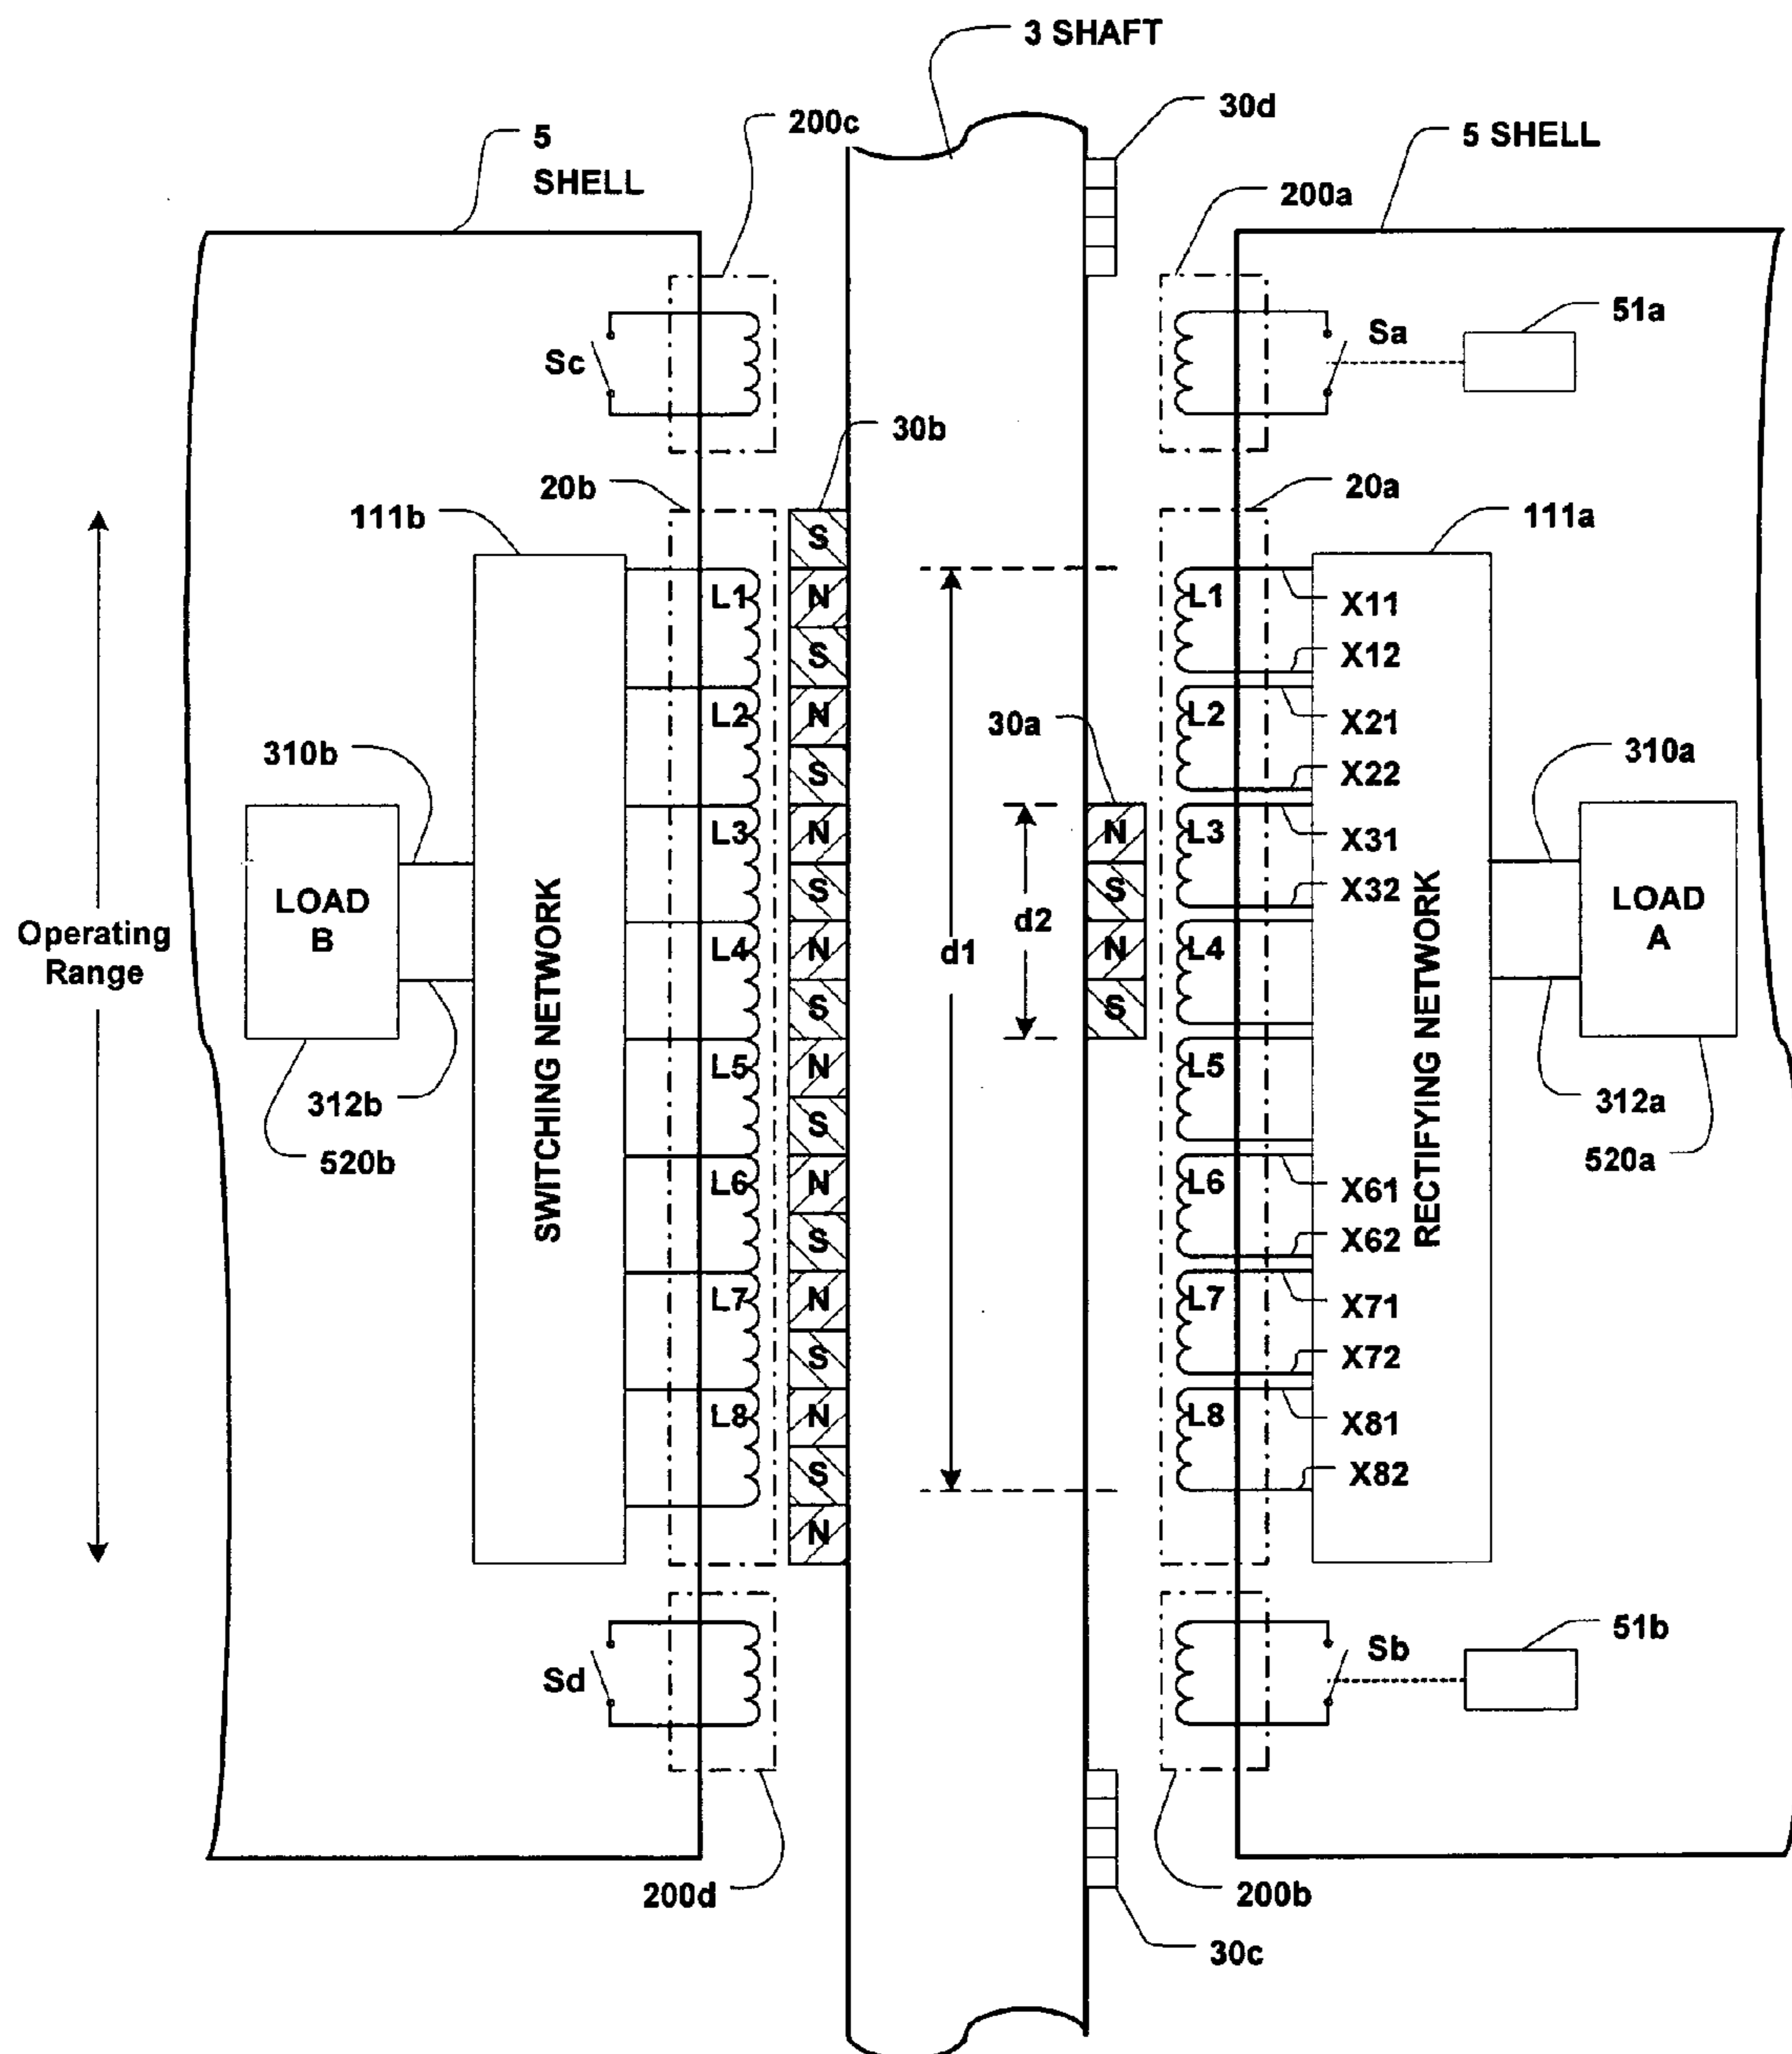 3 SHAFT
30d
200c
5
SHELL
5 SHELL
200a
51a
Sc
Sa
30b
20b
20a
111b
111a
S
N
S
N
S
N
S
N
S
N
S
N
S
N
S
N
S
N
L1
L2
L3
L4
L5
L6
L7
L8
L1
L2
L3
L4
L5
L6
L7
L8
X11
X12
X21
X22
X31
X32
X61
X62
X71
X72
X81
X82
30a
N
S
N
S
d1
d2
310b
310a
LOAD
B
LOAD
A
Operating
Range
SWITCHING NETWORK
RECTIFYING NETWORK
312b
312a
520b
520a
51b
Sd
Sb
200d
200b
30c